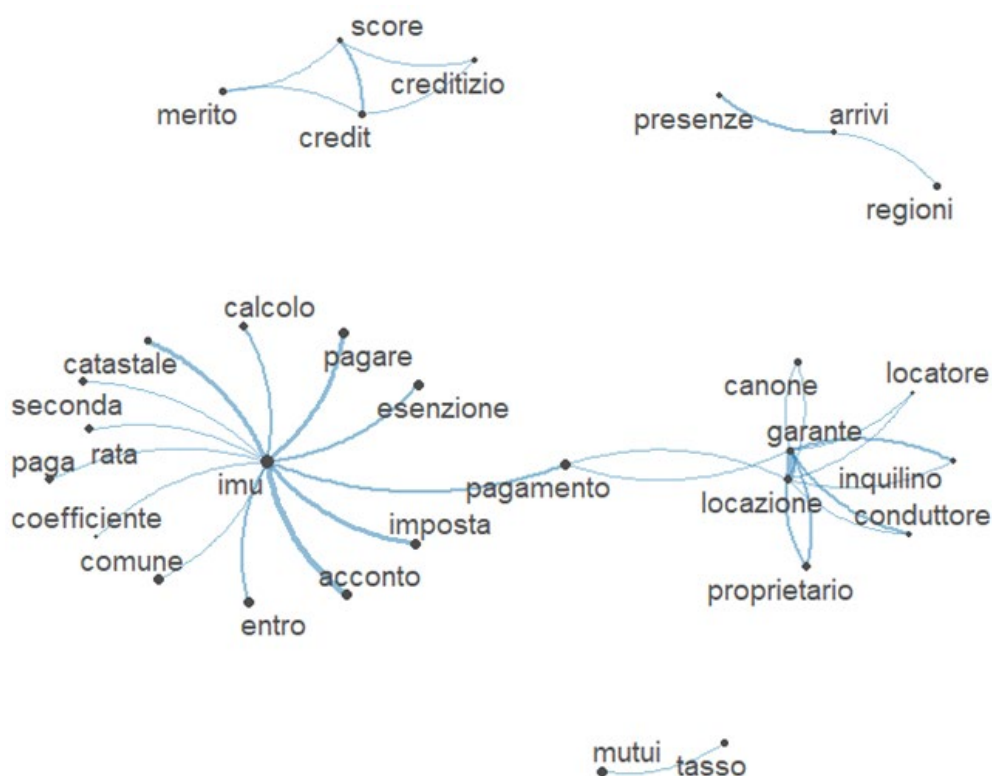 score
creditizio
merito
credit
presenze
arrivi
regioni
calcolo
pagare
catastale
esenzione
seconda
paga
rata
imu
coefficiente
comune
imposta
acconto
entro
pagamento
canone
locatore
garante
inquilino
locazione
conduttore
proprietario
mutui
tasso